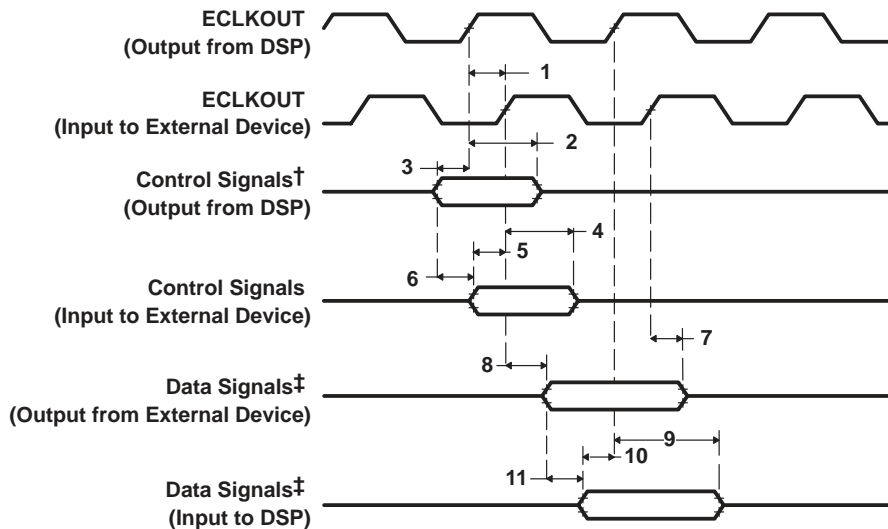 ECLKOUT
(Output from DSP)
1
ECLKOUT
(Input to External Device)
2
3
Control Signals†
(Output from DSP)
4
5
6
Control Signals
(Input to External Device)
7
8
Data Signals‡
(Output from External Device)
9
10
11
Data Signals‡
(Input to DSP)